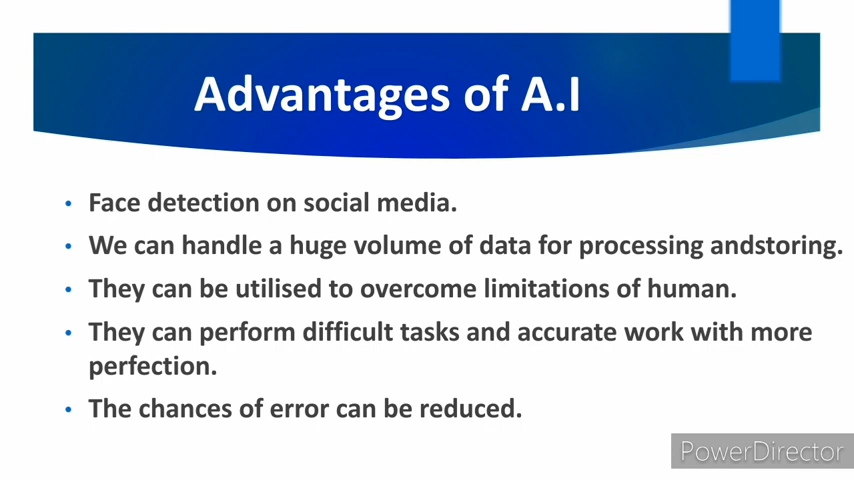 Advantages of A.I
• Face detection on social media.
• We can handle a huge volume of data for processing andstoring.
• They can be utilised to overcome limitations of human.
• They can perform difficult tasks and accurate work with more
perfection.
• The chances of error can be reduced.
PowerDirector